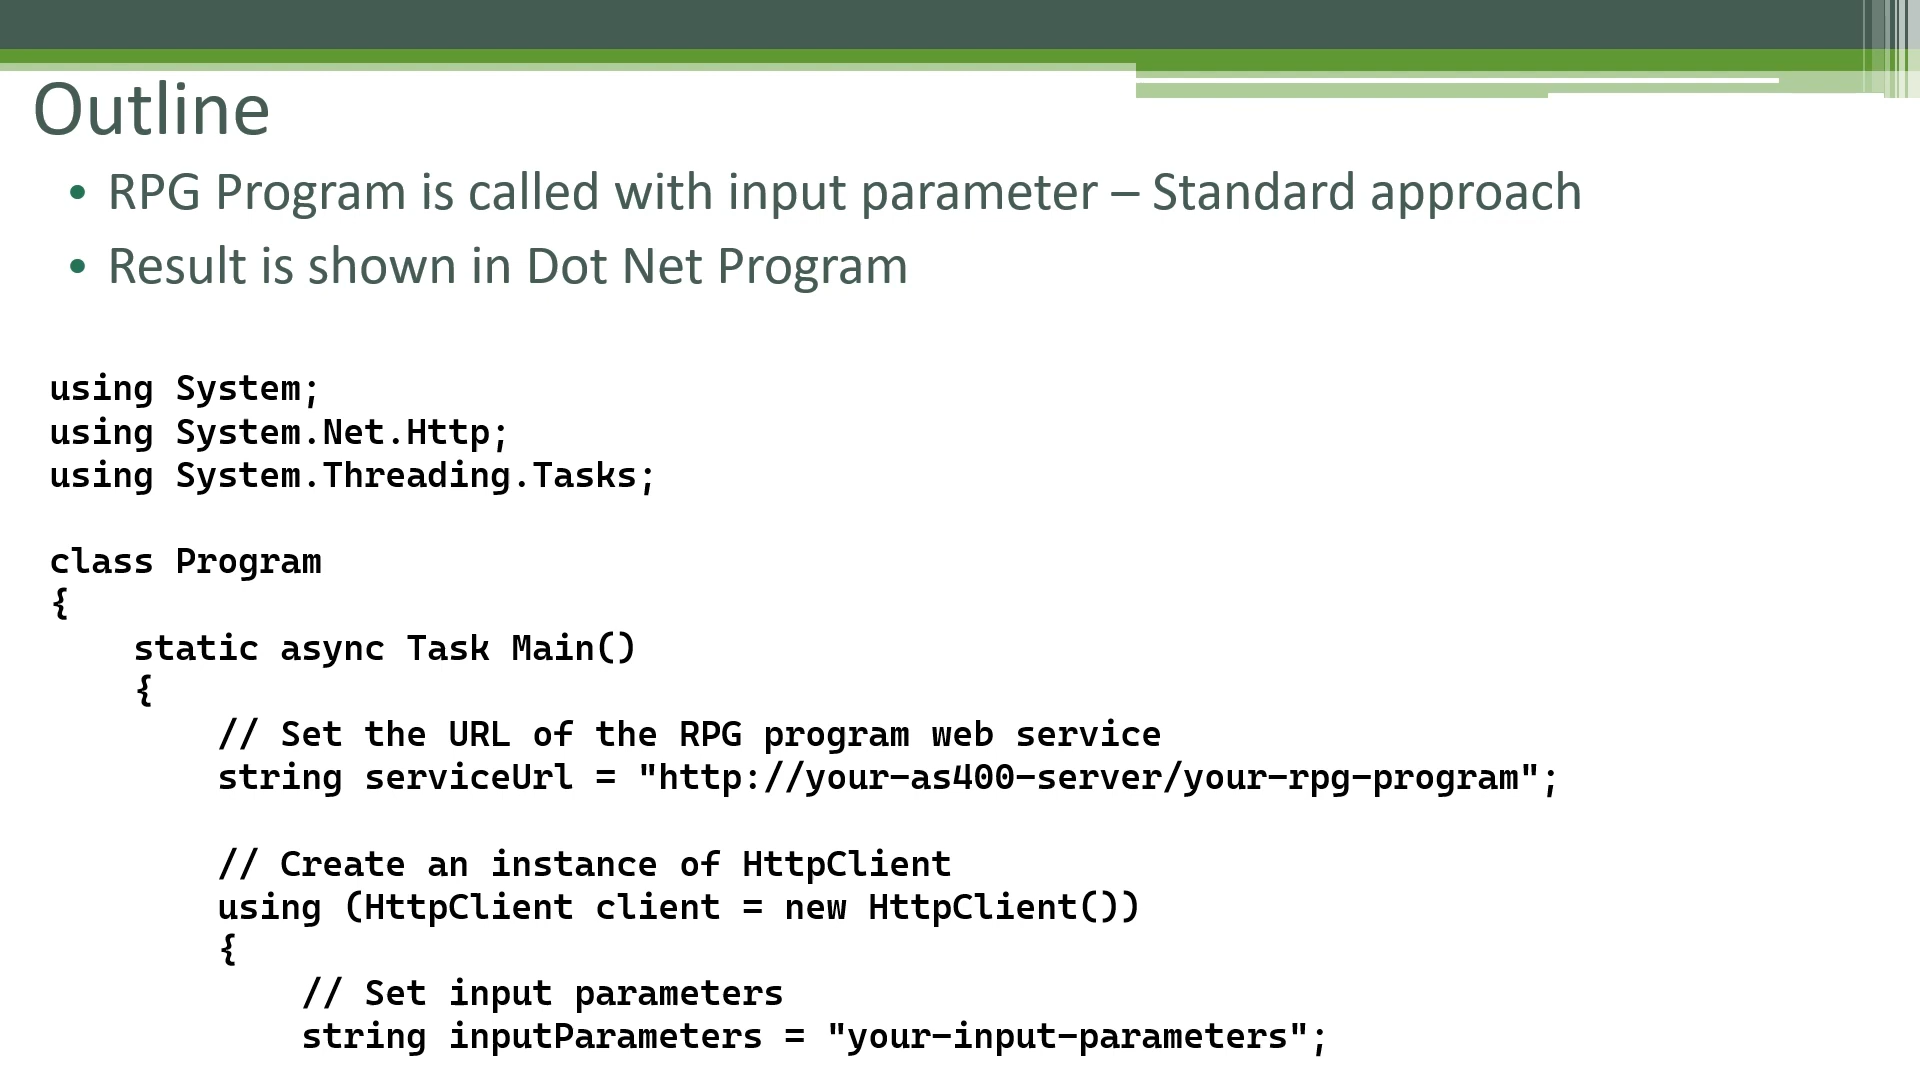 Outline
• RPG Program is called with input parameter – Standard approach
• Result is shown in Dot Net Program
using System;
using System.Net.Http;
using System.Threading.Tasks;
class Program
{
    static async Task Main()
    {
        // Set the URL of the RPG program web service
        string serviceUrl = "http://your-as400-server/your-rpg-program";
        // Create an instance of HttpClient
        using (HttpClient client = new HttpClient())
        {
            // Set input parameters
            string inputParameters = "your-input-parameters";